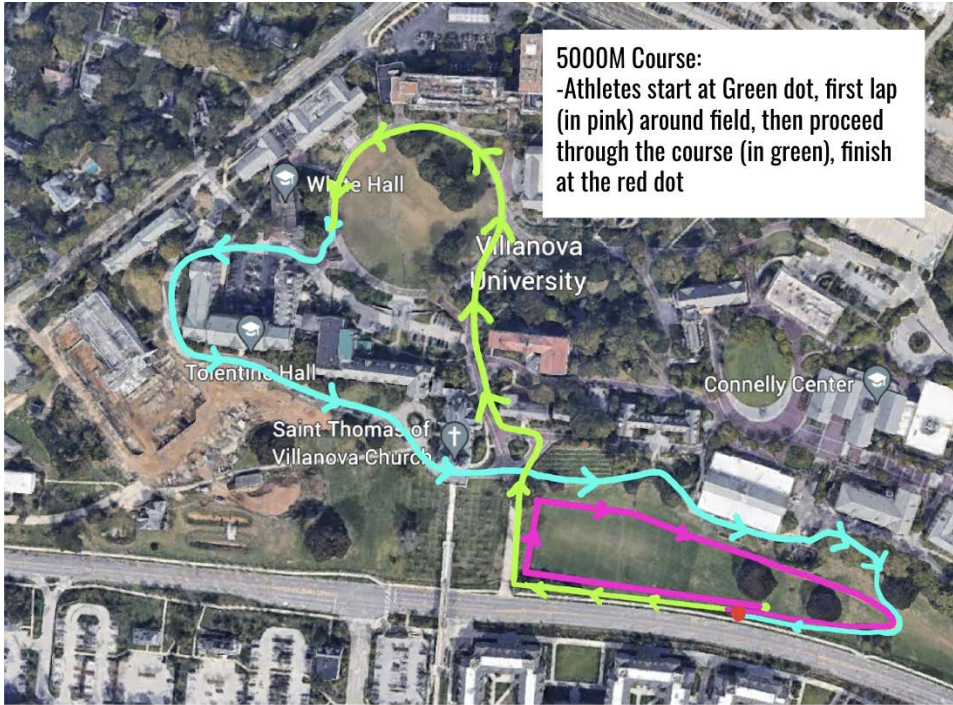 5000M Course:
-Athletes start at Green dot, first lap
(in pink) around field, then proceed
through the course (in green), finish
at the red dot
White Hall
Villanova
University
Tolentine Hall
Connelly Center
Saint Thomas of
Villanova Church